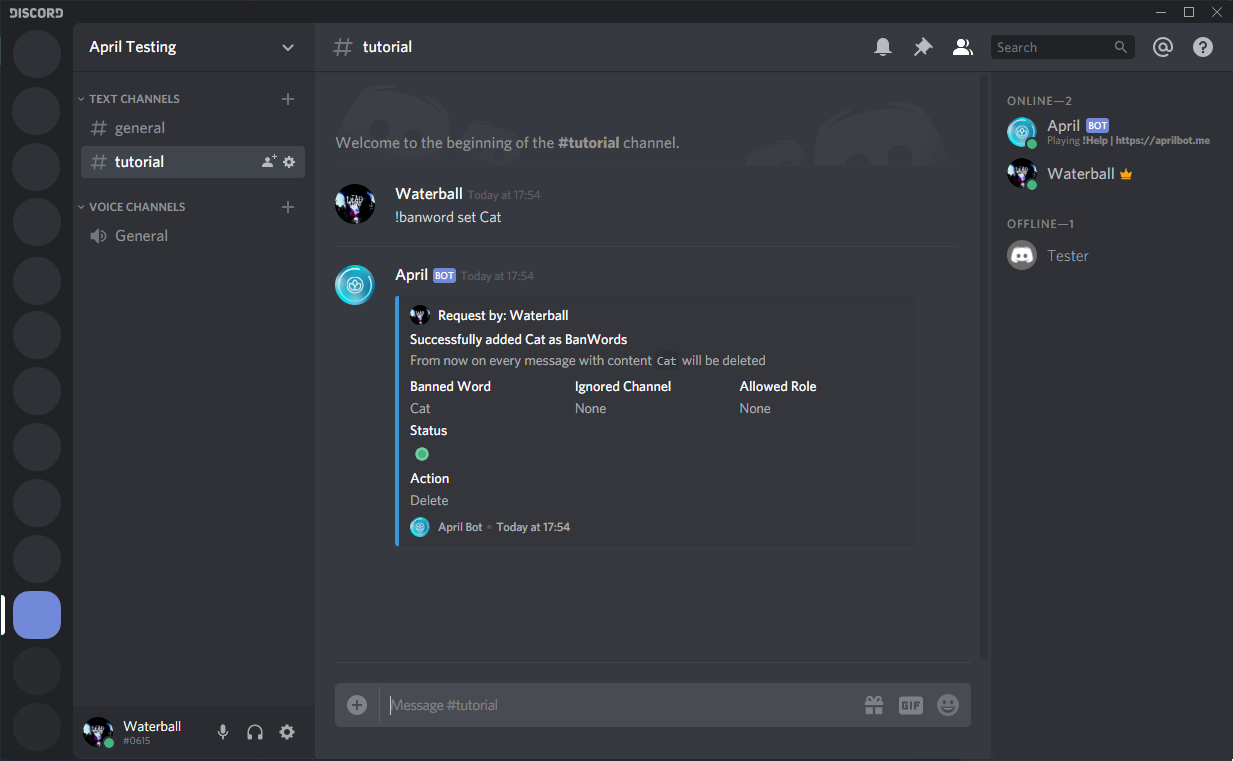 DISCORD
April Testing
TEXT CHANNELS
general
tutorial
VOICE CHANNELS
General
Waterball
#0615
# tutorial
Search
Welcome to the beginning of the #tutorial channel.
Waterball Today at 17:54
!banword set Cat
April BOT Today at 17:54
Request by: Waterball
Successfully added Cat as BanWords
From now on every message with content Cat will be deleted
Banned Word Ignored Channel Allowed Role
Cat None None
Status
Action
Delete
April Bot • Today at 17:54
Message #tutorial
GIF
ONLINE—2
April BOT
Playing !Help | https://aprilbot.me
Waterball
OFFLINE—1
Tester